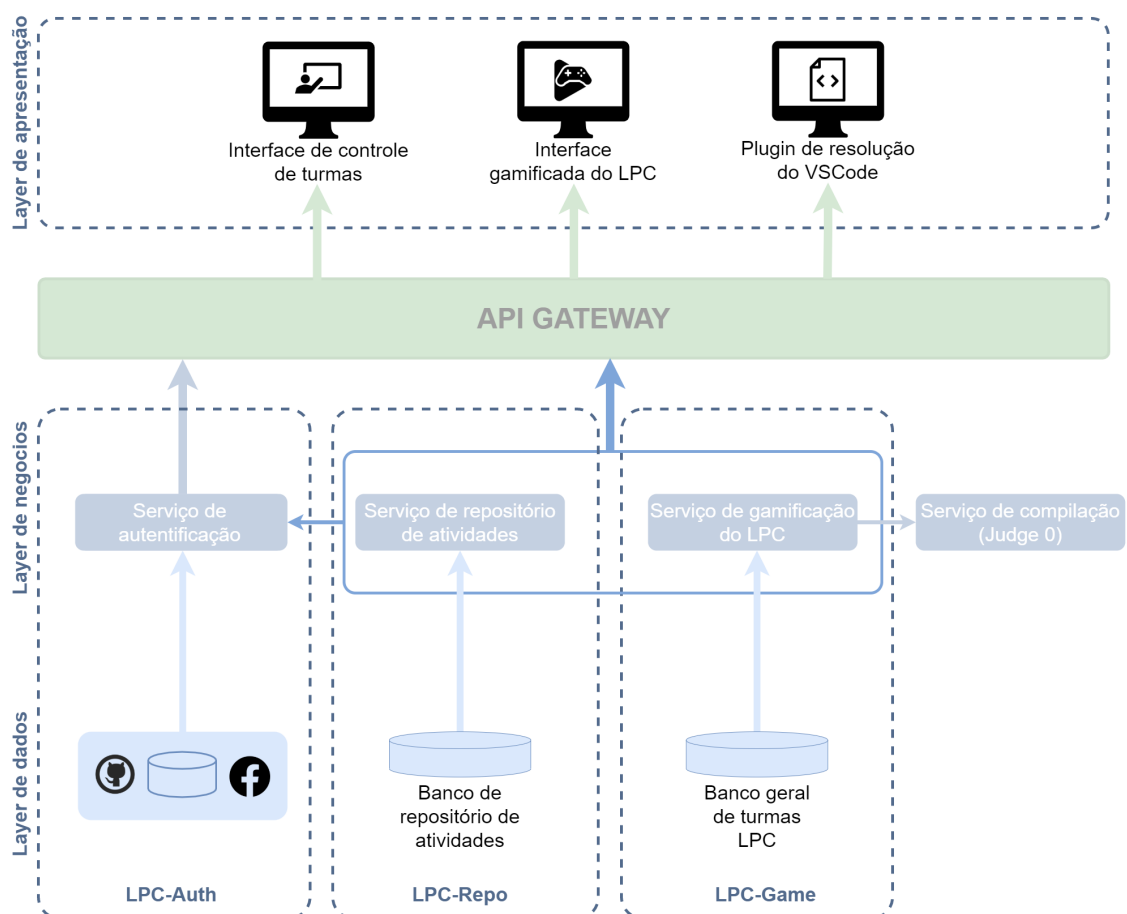 Layer de apresentação
Interface de controle
de turmas
Interface
gamificada do LPC
Plugin de resolução
do VSCode
API GATEWAY
Layer de negocios
Serviço de
autentificação
Serviço de repositório
de atividades
Serviço de gamificação
do LPC
Serviço de compilação
(Judge 0)
Layer de dados
Banco de
repositório de
atividades
Banco geral
de turmas
LPC
LPC-Auth
LPC-Repo
LPC-Game